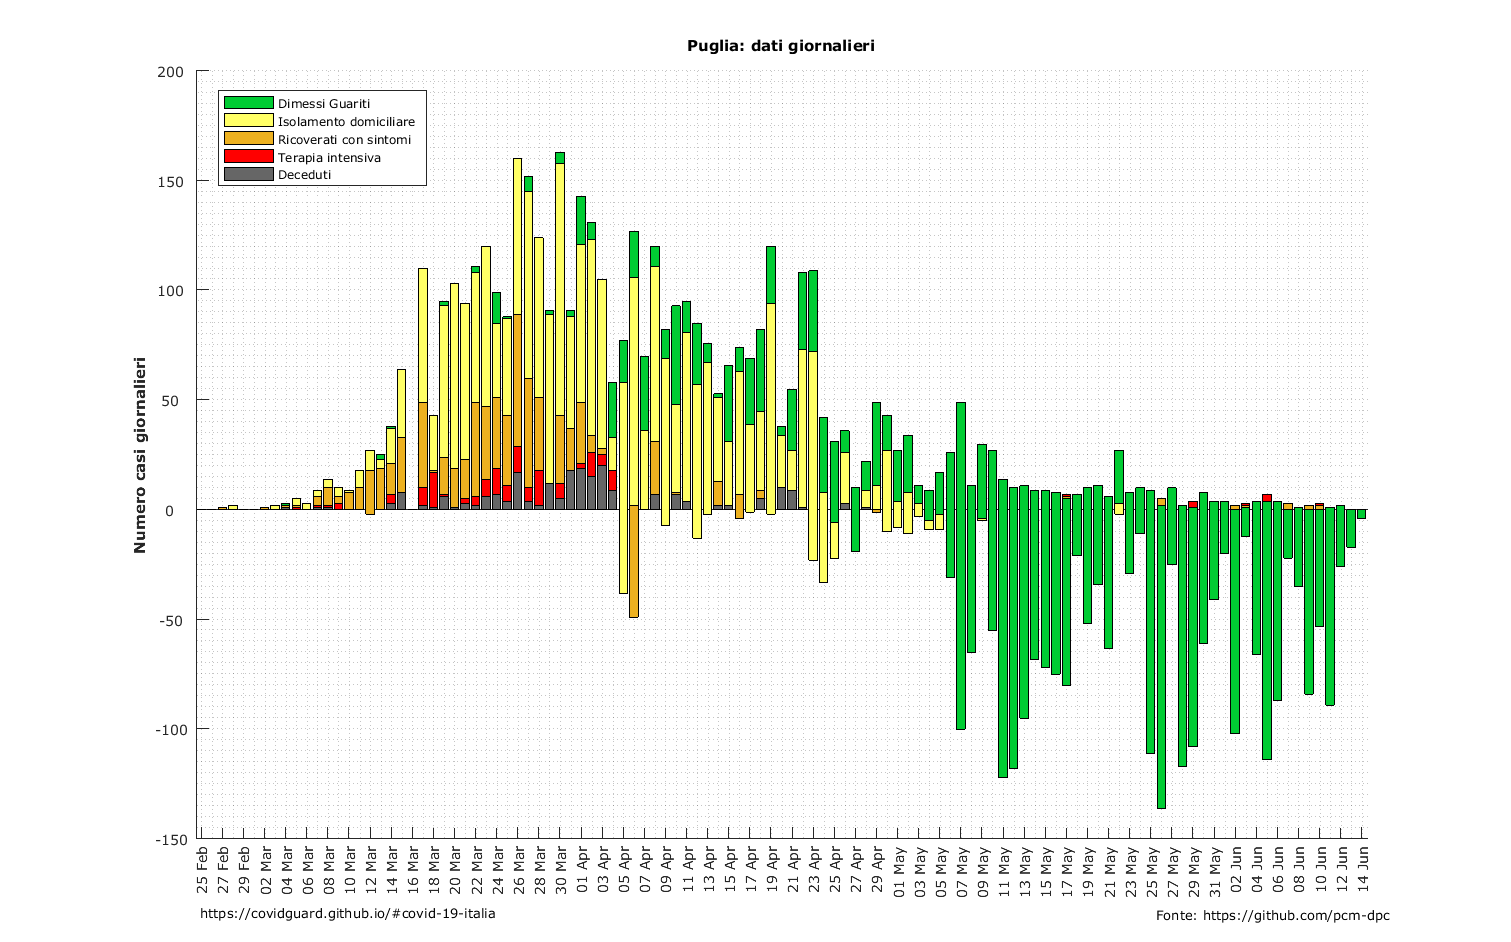 Puglia: dati giornalieri
200
150
100
50
0
-50
-100
-150
Numero casi giornalieri
Dimessi Guariti
Isolamento domiciliare
Ricoverati con sintomi
Terapia intensiva
Deceduti
25 Feb
27 Feb
29 Feb
02 Mar
04 Mar
06 Mar
08 Mar
10 Mar
12 Mar
14 Mar
16 Mar
18 Mar
20 Mar
22 Mar
24 Mar
26 Mar
28 Mar
30 Mar
01 Apr
03 Apr
05 Apr
07 Apr
09 Apr
11 Apr
13 Apr
15 Apr
17 Apr
19 Apr
21 Apr
23 Apr
25 Apr
27 Apr
29 Apr
01 May
03 May
05 May
07 May
09 May
11 May
13 May
15 May
17 May
19 May
21 May
23 May
25 May
27 May
29 May
31 May
02 Jun
04 Jun
06 Jun
08 Jun
10 Jun
12 Jun
14 Jun
https://covidguard.github.io/#covid-19-italia
Fonte: https://github.com/pcm-dpc